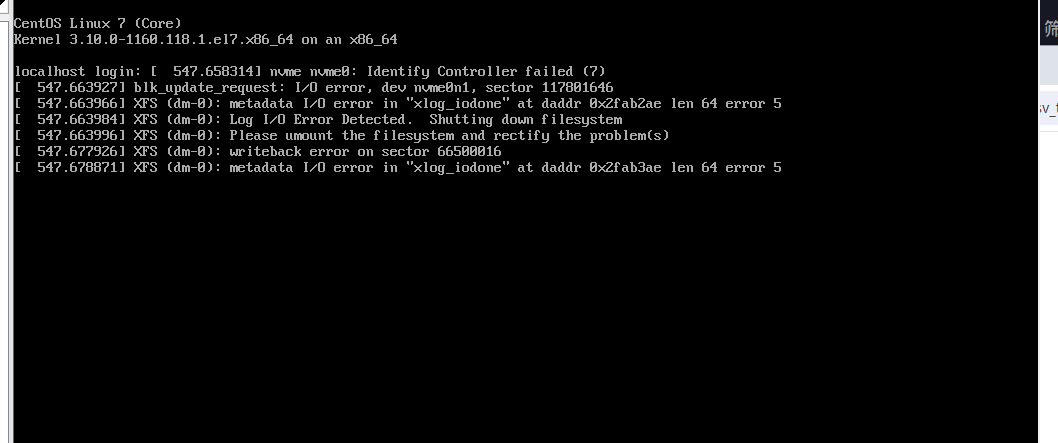 CentOS Linux 7 (Core)
Kernel 3.10.0-1160.118.1.el7.x86_64 on an x86_64
localhost login: [  547.658314] nvme nvme0: Identify Controller failed (7)
[  547.663927] blk_update_request: I/O error, dev nvme0n1, sector 117801646
[  547.663966] XFS (dm-0): metadata I/O error in "xlog_iodone" at daddr 0x2fab2ae len 64 error 5
[  547.663984] XFS (dm-0): Log I/O Error Detected.  Shutting down filesystem
[  547.663996] XFS (dm-0): Please umount the filesystem and rectify the problem(s)
[  547.677926] XFS (dm-0): writeback error on sector 66500016
[  547.678871] XFS (dm-0): metadata I/O error in "xlog_iodone" at daddr 0x2fab3ae len 64 error 5
筛